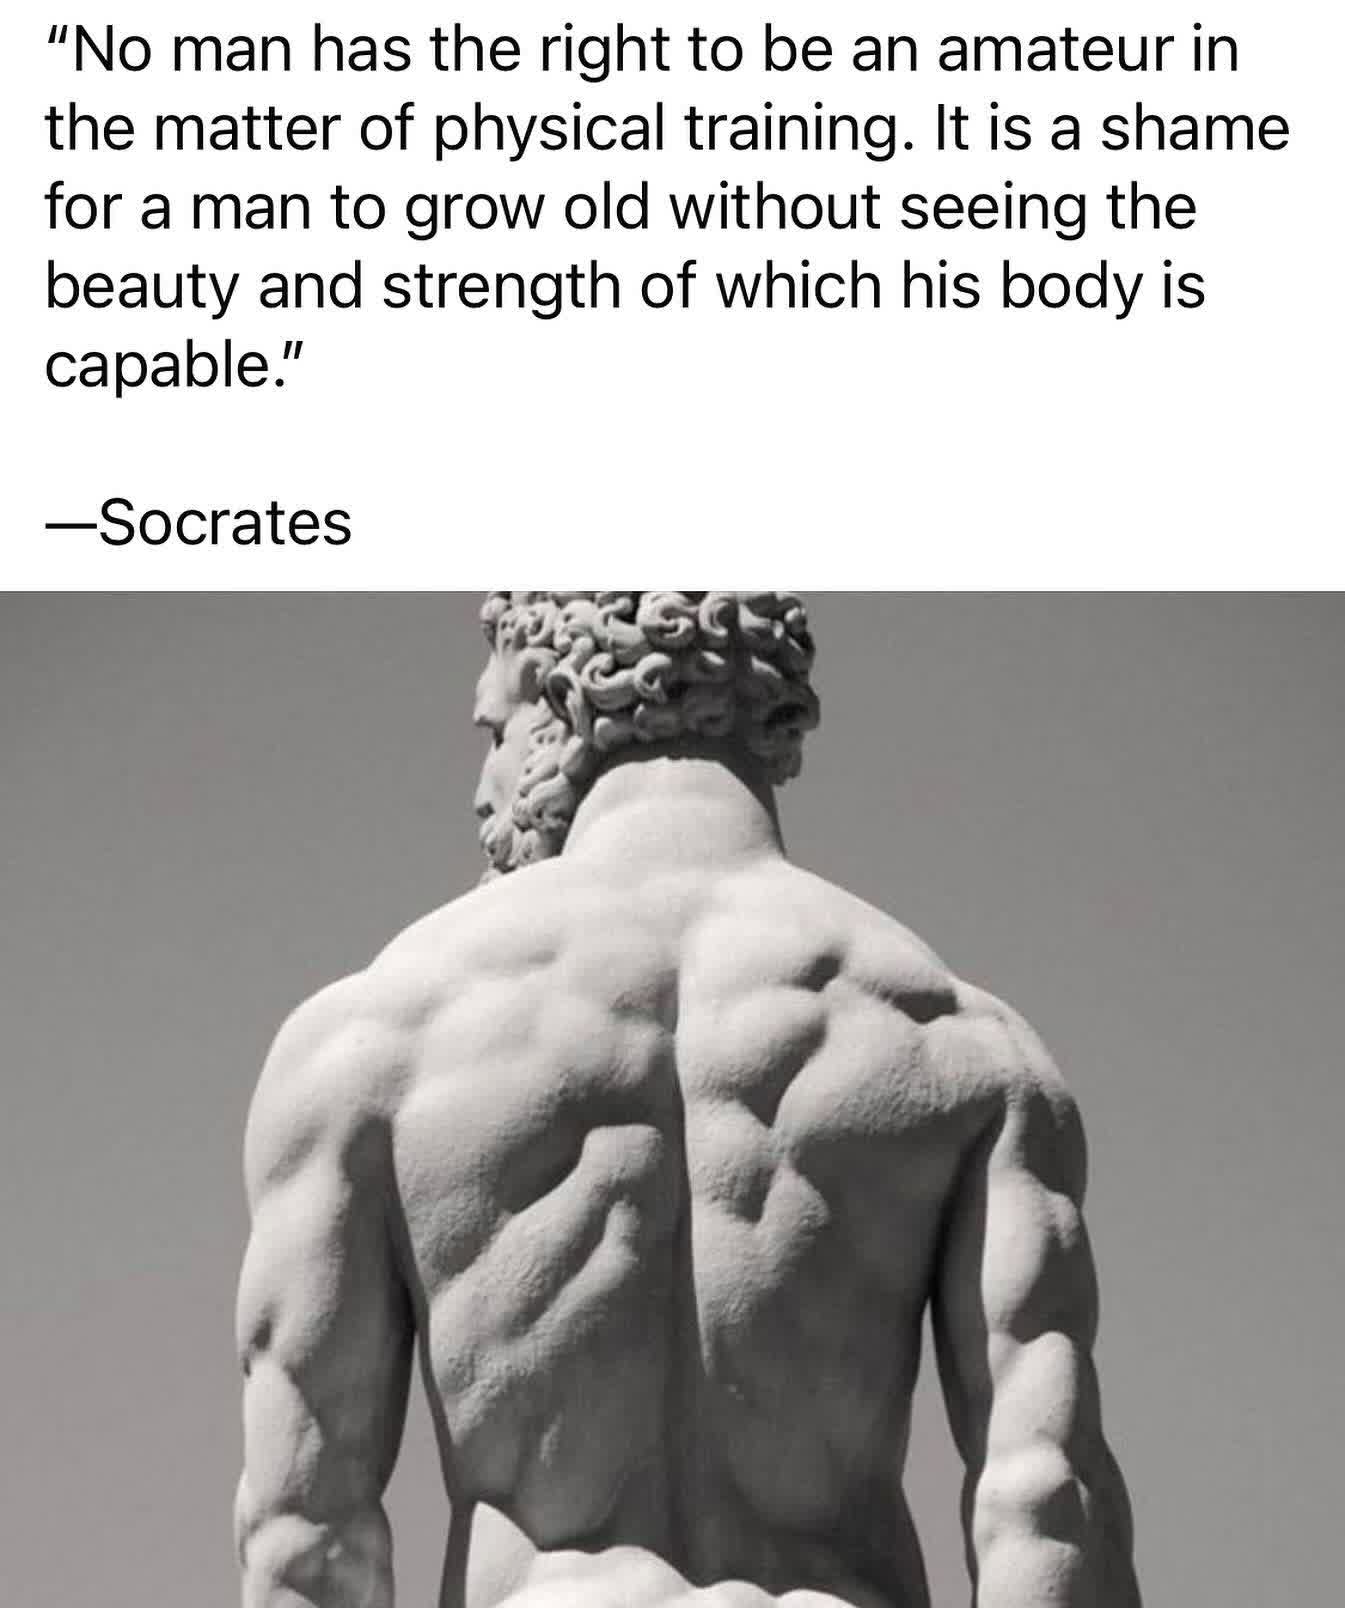 “No man has the right to be an amateur in
the matter of physical training. It is a shame
for a man to grow old without seeing the
beauty and strength of which his body is
capable.”
—Socrates